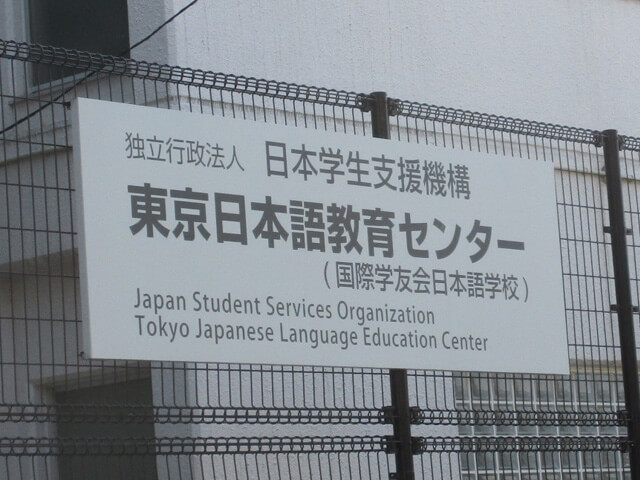 独立行政法人 日本学生支援機構
東京日本語教育センター
(国際学友会日本語学校)
Japan Student Services Organization
Tokyo Japanese Language Education Center